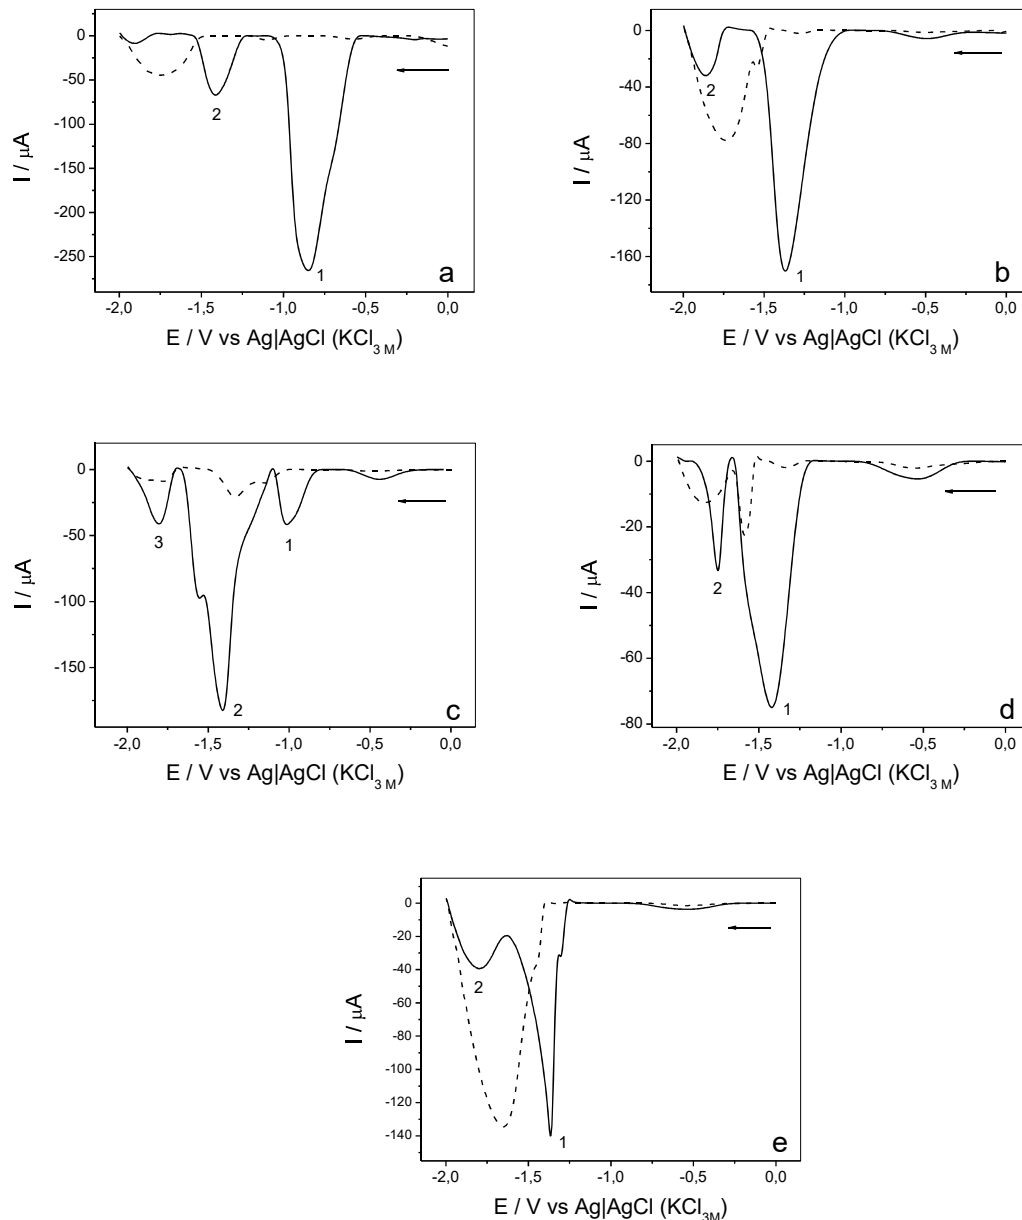 0
-50
-100
-150
-200
-250
I / µA
2
1
a
-2,0 -1,5 -1,0 -0,5 0,0
E / V vs Ag|AgCl (KCl3 M)
0
-40
-80
-120
-160
I / µA
2
1
b
-2,0 -1,5 -1,0 -0,5 0,0
E / V vs Ag|AgCl (KCl3 M)
0
-50
-100
-150
I / µA
3
1
2
c
-2,0 -1,5 -1,0 -0,5 0,0
E / V vs Ag|AgCl (KCl3 M)
0
-20
-40
-60
-80
I / µA
2
1
d
-2,0 -1,5 -1,0 -0,5 0,0
E / V vs Ag|AgCl (KCl3 M)
0
-20
-40
-60
-80
-100
-120
-140
I / µA
2
1
e
-2,0 -1,5 -1,0 -0,5 0,0
E / V vs Ag|AgCl (KCl3M)